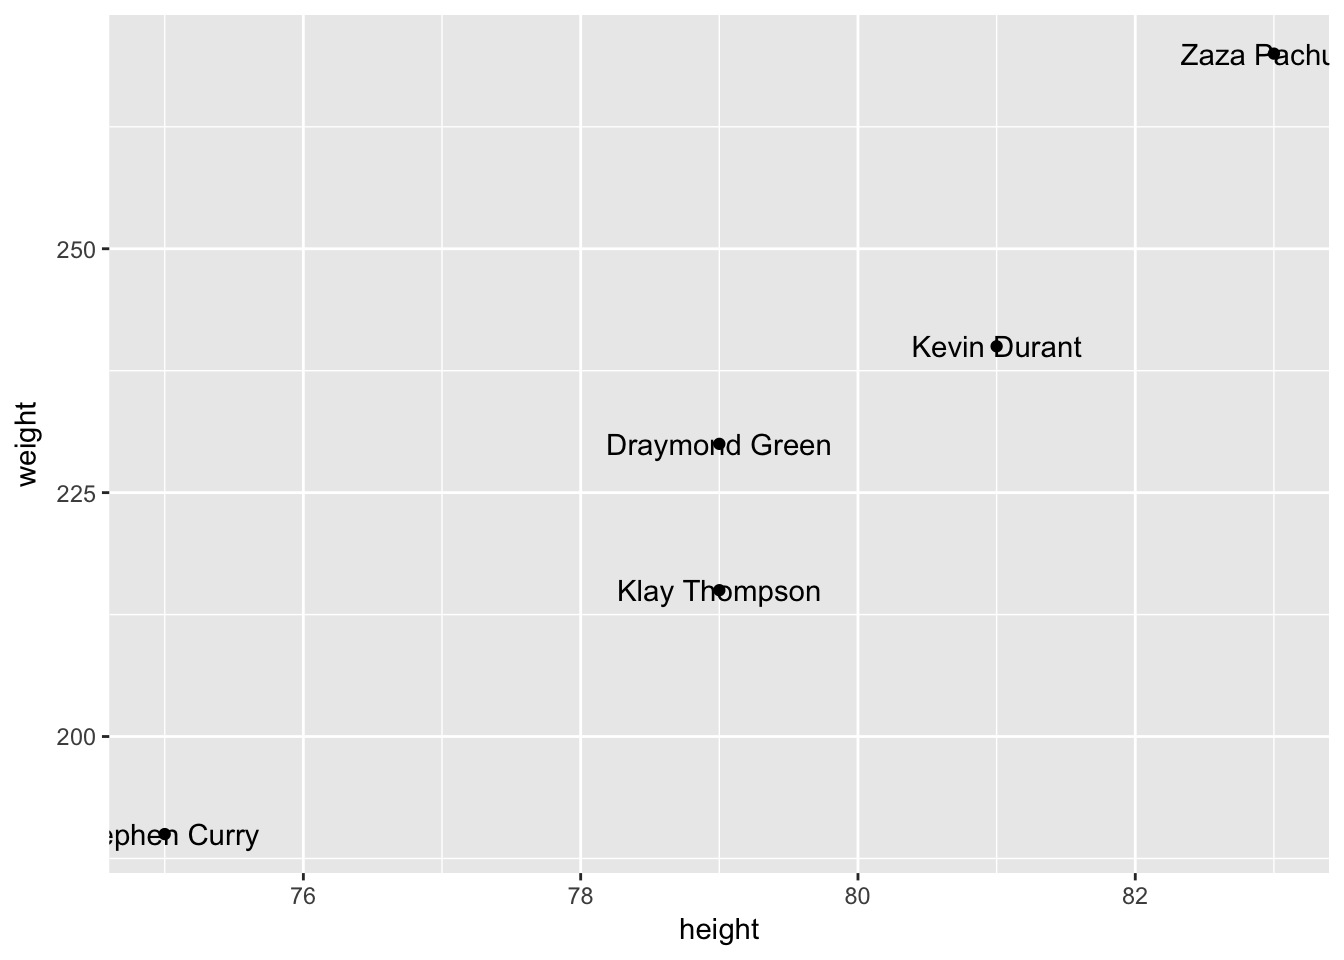 Zaza Pachu
250
Kevin Durant
Draymond Green
225
Klay Thompson
200
ephen Curry
76 78 80 82
height
weight